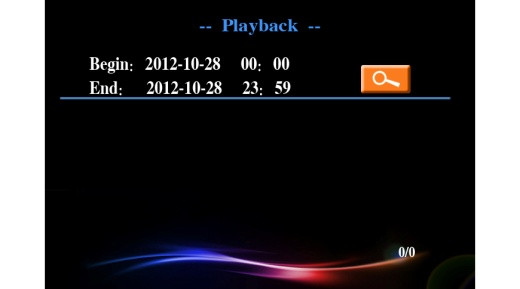 -- Playback --
Begin: 2012-10-28 00: 00
End: 2012-10-28 23: 59
0/0